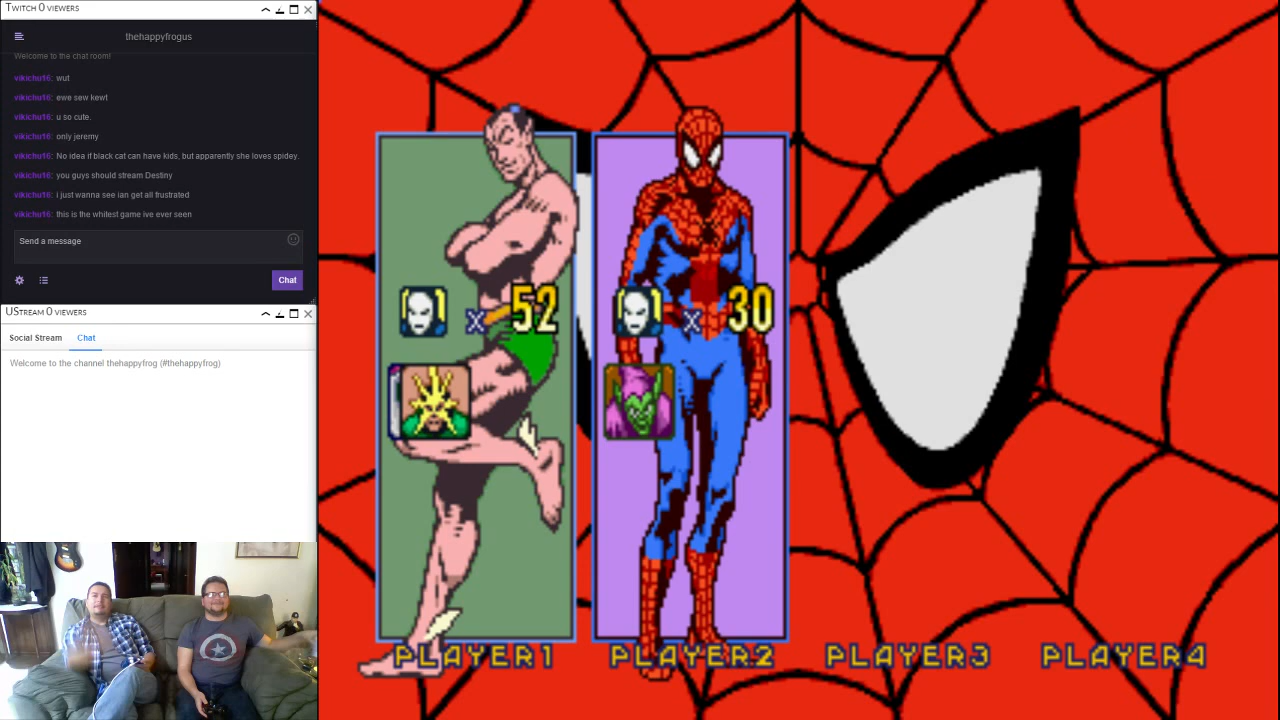 Twitch 0 viewers
thehappyfrogus
Welcome to the chat room!
vikichu16: wut
vikichu16: ewe sew kewt
vikichu16: u so cute.
vikichu16: only jeremy
vikichu16: No idea if black cat can have kids, but apparently she loves spidey.
vikichu16: you guys should stream Destiny
vikichu16: i just wanna see ian get all frustrated
vikichu16: this is the whitest game ive ever seen
Send a message
Chat
UStream 0 viewers
Social Stream Chat
Welcome to the channel thehappyfrog (#thehappyfrog)
x 52
x 30
PLAYER1 PLAYER2 PLAYER3 PLAYER4